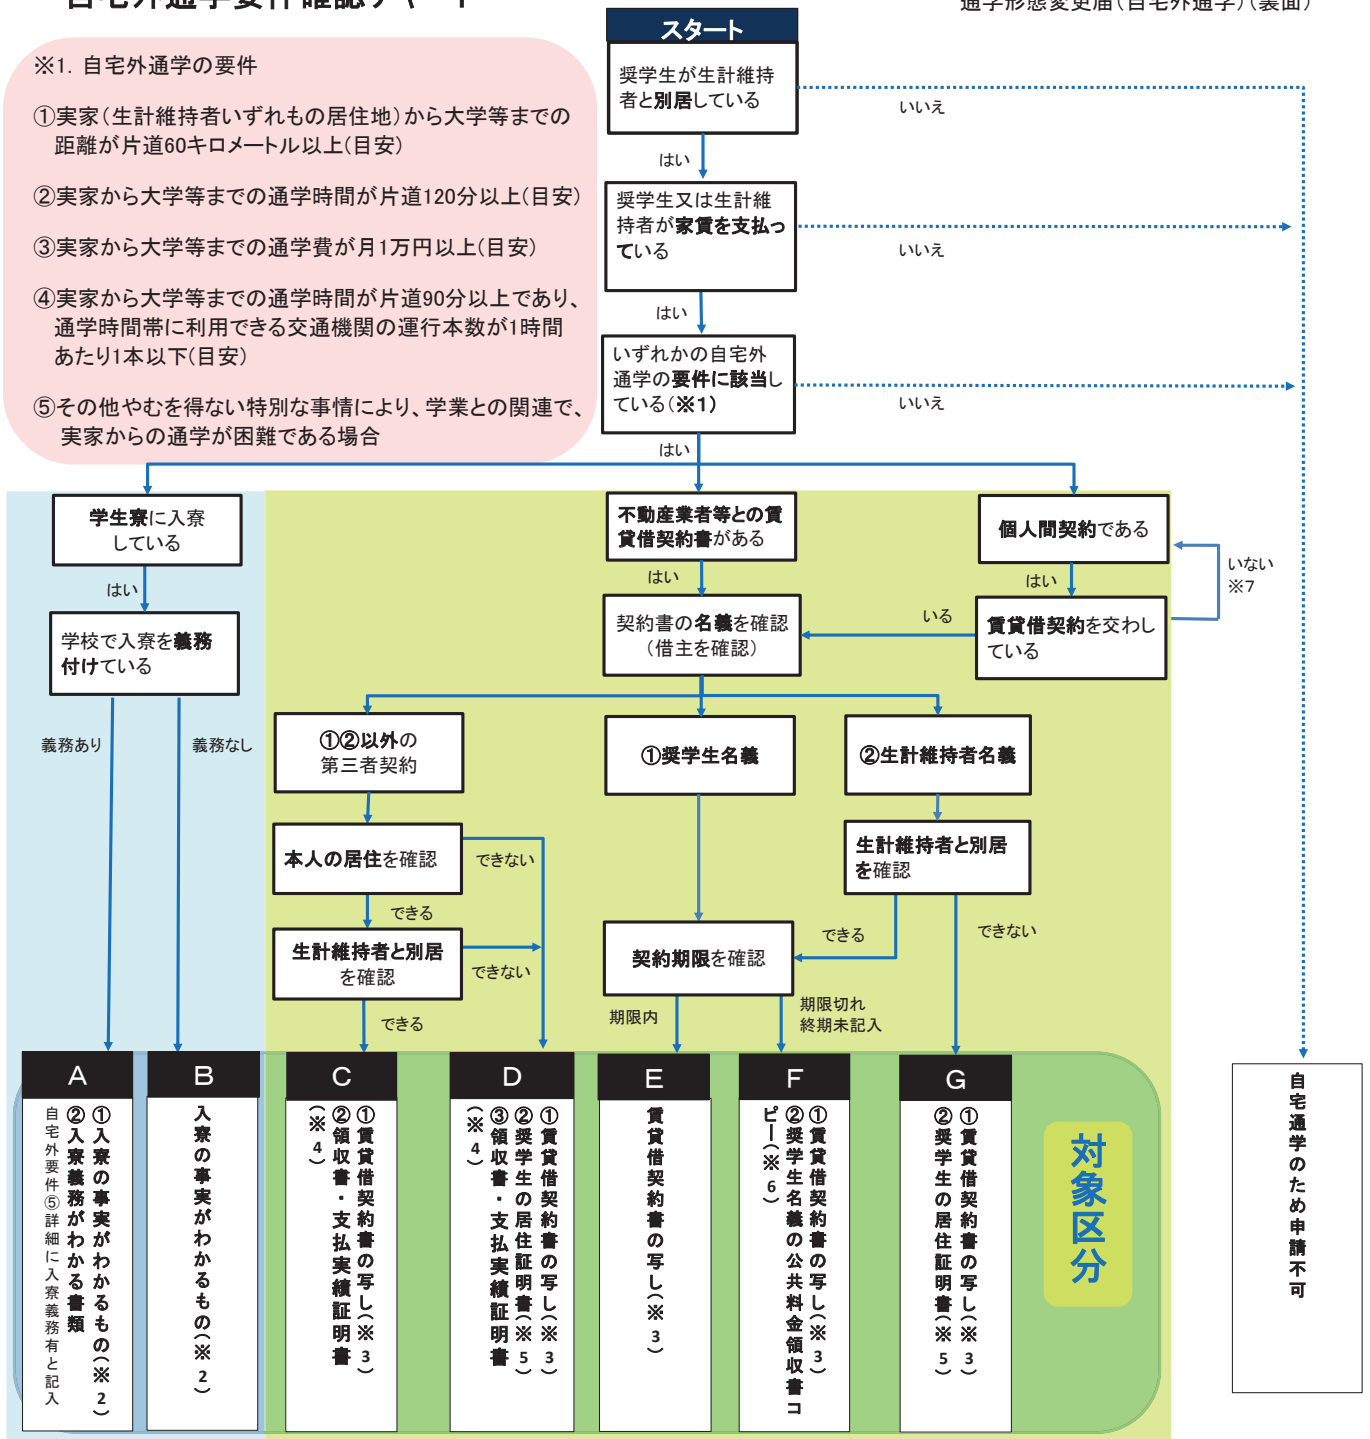 自宅外通学要件確認チャート
通学形態変更届(自宅外通学)(裏面)
※1. 自宅外通学の要件
①実家(生計維持者いずれもの居住地)から大学等までの
距離が片道60キロメートル以上(目安)
②実家から大学等までの通学時間が片道120分以上(目安)
③実家から大学等までの通学費が月1万円以上(目安)
④実家から大学等までの通学時間が片道90分以上であり、
通学時間帯に利用できる交通機関の運行本数が1時間
あたり1本以下(目安)
⑤その他やむを得ない特別な事情により、学業との関連で、
実家からの通学が困難である場合
スタート
奨学生が生計維持
者と別居している
いいえ
はい
奨学生又は生計維
持者が家賃を支払っ
ている
いいえ
はい
いずれかの自宅外
通学の要件に該当し
ている(※1)
いいえ
はい
学生寮に入寮
している
はい
学校で入寮を義務
付けている
義務あり
義務なし
不動産業者等との賃
貸借契約書がある
はい
契約書の名義を確認
(借主を確認)
個人間契約である
はい
いない
※7
賃貸借契約を交わし
ている
いる
①②以外の
第三者契約
①奨学生名義
②生計維持者名義
本人の居住を確認
できない
できる
生計維持者と別居
を確認
できない
できる
生計維持者と別居
を確認
できる
できない
契約期限を確認
期限内
期限切れ
終期未記入
A
①入寮の事実がわかるもの(※2)
②入寮義務がわかる書類
自宅外要件⑤詳細に入寮義務有と記入
B
入寮の事実がわかるもの(※2)
C
①賃貸借契約書の写し(※3)
②領収書・支払実績証明書
(※4)
D
①賃貸借契約書の写し(※3)
②奨学生の居住証明書(※5)
③領収書・支払実績証明書
(※4)
E
賃貸借契約書の写し(※3)
F
①賃貸借契約書の写し(※3)
②奨学生名義の公共料金領収書コ
ピー(※6)
G
①賃貸借契約書の写し(※3)
②奨学生の居住証明書(※5)
対象区分
自宅通学のため申請不可